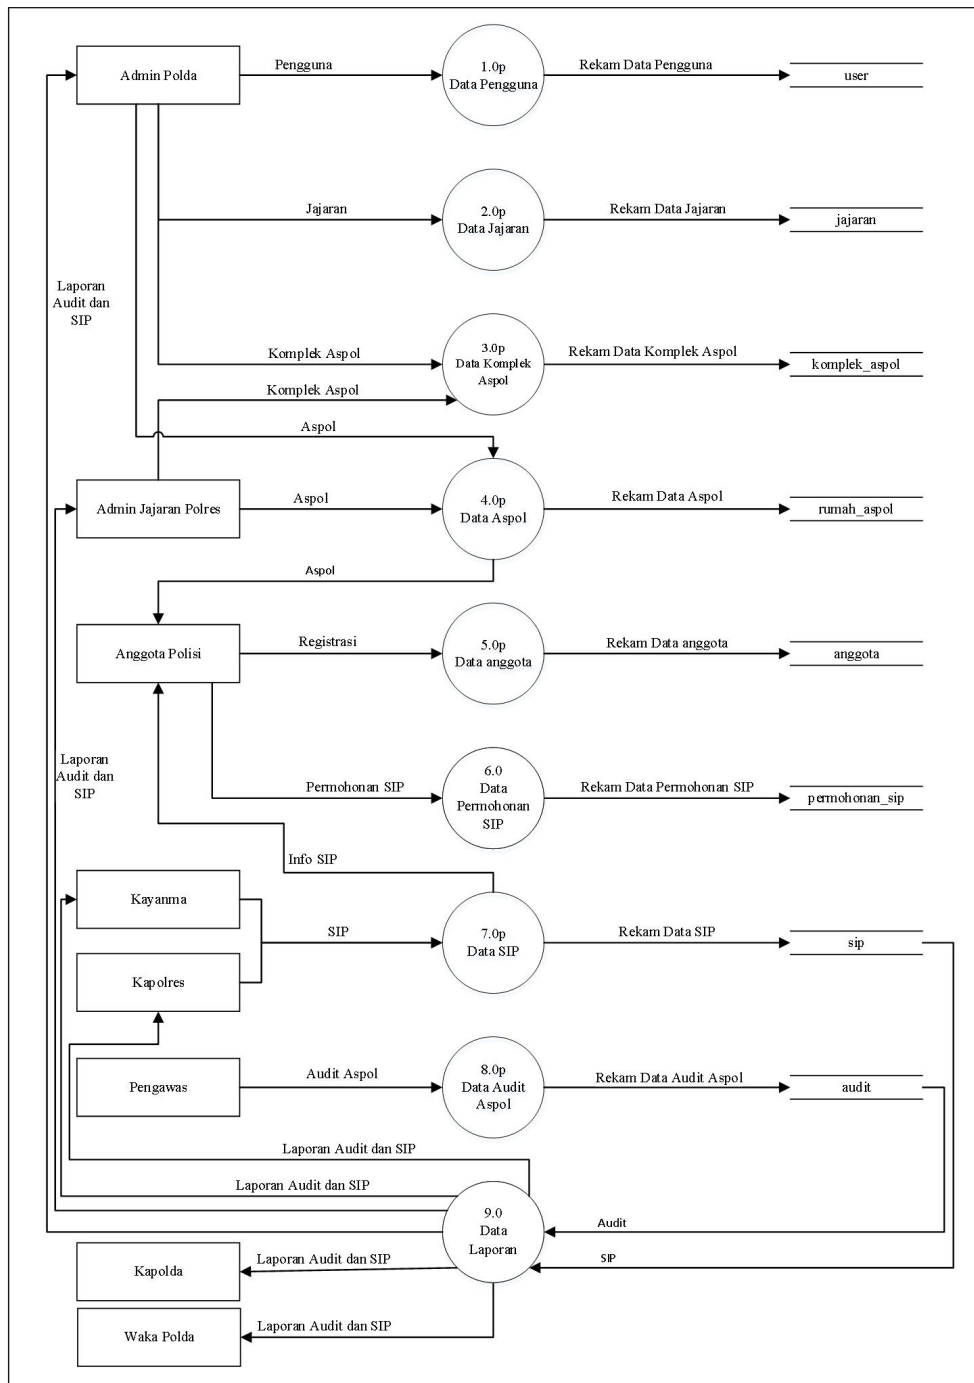 Admin Polda
Pengguna
1.0p
Data Pengguna
Rekam Data Pengguna
user
Jajaran
2.0p
Data Jajaran
Rekam Data Jajaran
jajaran
Laporan
Audit dan
SIP
Komplek Aspol
3.0p
Data Komplek
Aspol
Rekam Data Komplek Aspol
komplek_aspol
Komplek Aspol
Aspol
Admin Jajaran Polres
Aspol
4.0p
Data Aspol
Rekam Data Aspol
rumah_aspol
Aspol
Anggota Polisi
Registrasi
5.0p
Data anggota
Rekam Data anggota
anggota
Laporan
Audit dan
SIP
Permohonan SIP
6.0
Data
Permohonan
SIP
Rekam Data Permohonan SIP
permohonan_sip
Info SIP
Kayanma
SIP
7.0p
Data SIP
Rekam Data SIP
sip
Kapolres
Pengawas
Audit Aspol
8.0p
Data Audit
Aspol
Rekam Data Audit Aspol
audit
Laporan Audit dan SIP
Laporan Audit dan SIP
9.0
Data
Laporan
Audit
SIP
Kapolda
Laporan Audit dan SIP
Waka Polda
Laporan Audit dan SIP